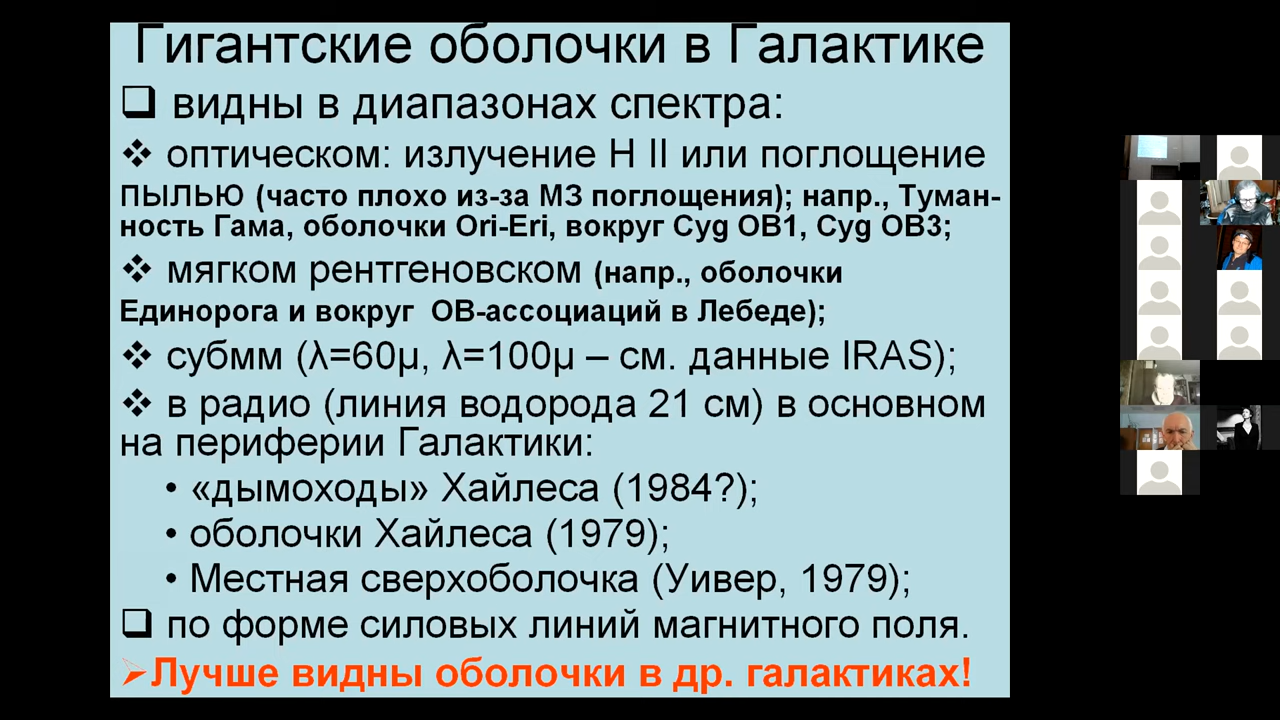 Гигантские оболочки в Галактике
❑ видны в диапазонах спектра:
❖ оптическом: излучение H II или поглощение
пылью (часто плохо из-за МЗ поглощения); напр., Туман-
ность Гама, оболочки Ori-Eri, вокруг Cyg OB1, Cyg OB3;
❖ мягком рентгеновском (напр., оболочки
Единорога и вокруг ОВ-ассоциаций в Лебеде);
❖ субмм (λ=60μ, λ=100μ – см. данные IRAS);
❖ в радио (линия водорода 21 см) в основном
на периферии Галактики:
• «дымоходы» Хайлеса (1984?);
• оболочки Хайлеса (1979);
• Местная сверхоболочка (Уивер, 1979);
❑ по форме силовых линий магнитного поля.
➢Лучше видны оболочки в др. галактиках!